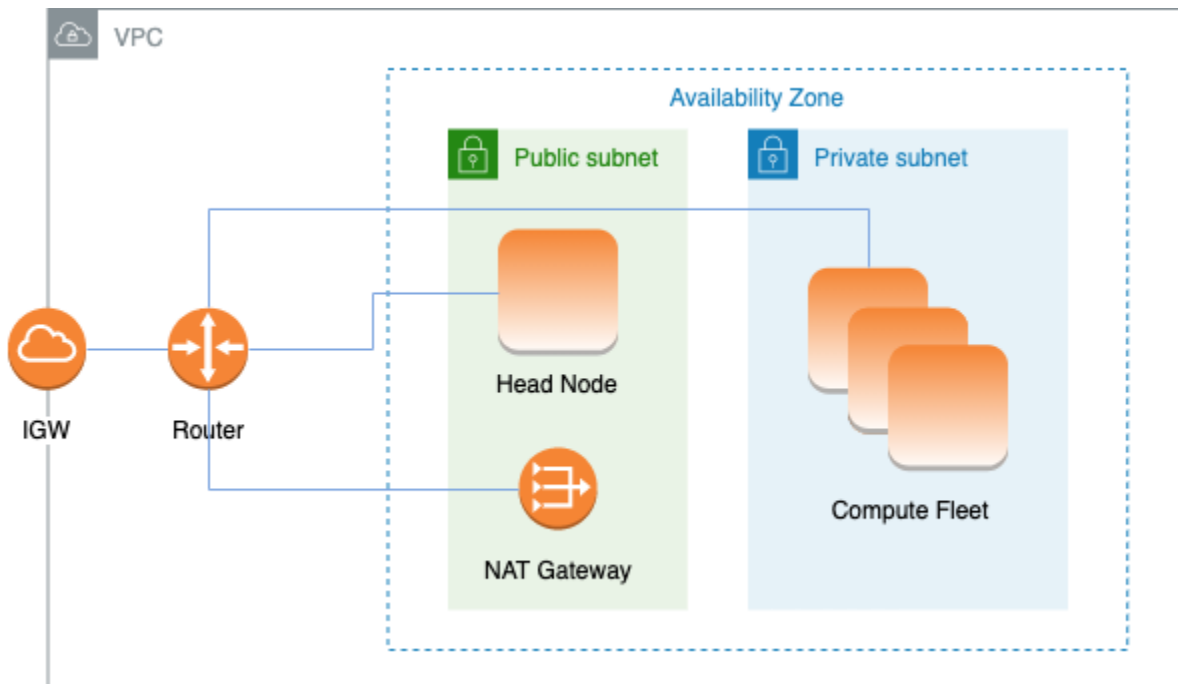 VPC
Availability Zone
Public subnet
Private subnet
Head Node
IGW
Router
Compute Fleet
NAT Gateway